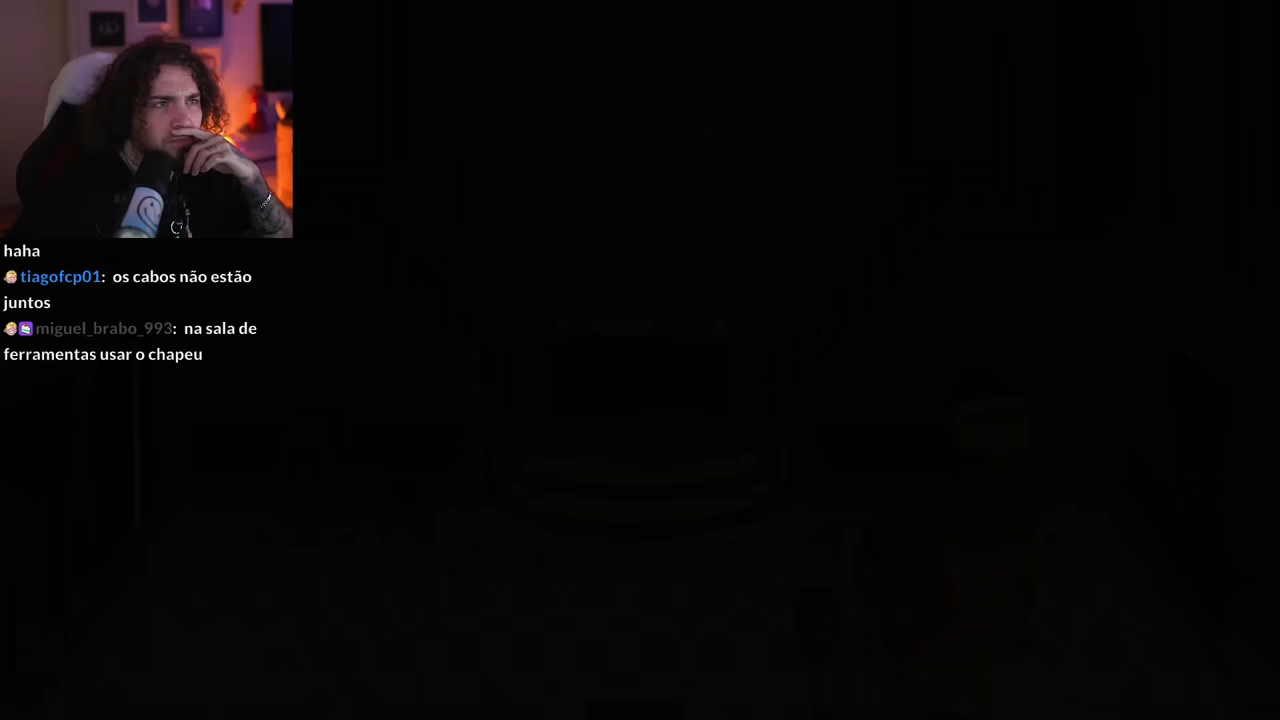 haha
tiagofcp01: os cabos não estão
juntos
miguel_brabo_993: na sala de
ferramentas usar o chapeu